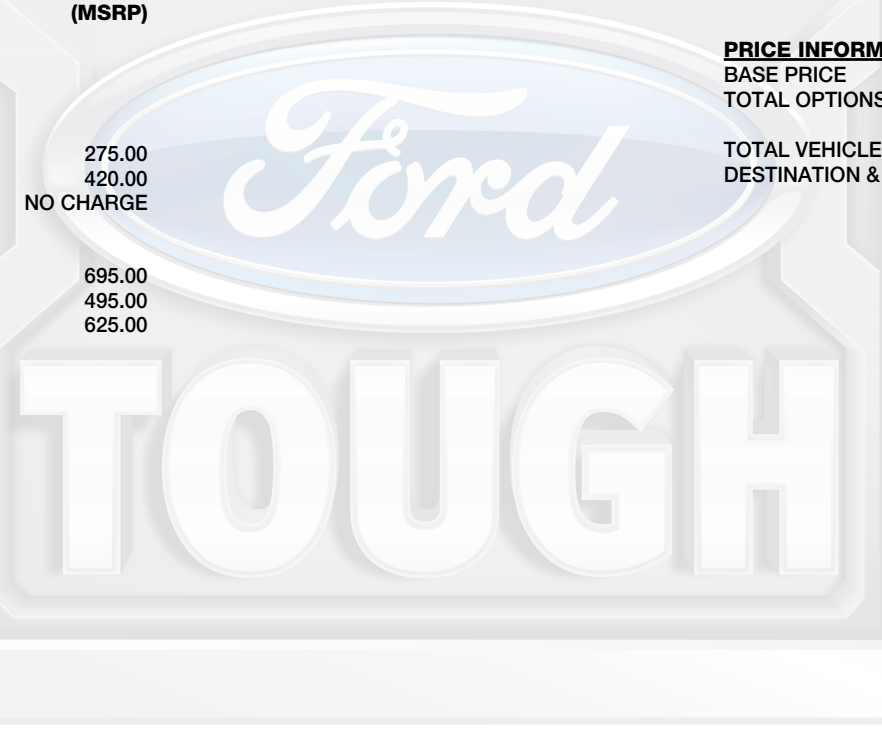 (MSRP)
275.00
420.00
NO CHARGE
695.00
495.00
625.00
PRICE INFORM
BASE PRICE
TOTAL OPTIONS
TOTAL VEHICLE
DESTINATION &
Ford
TOUGH